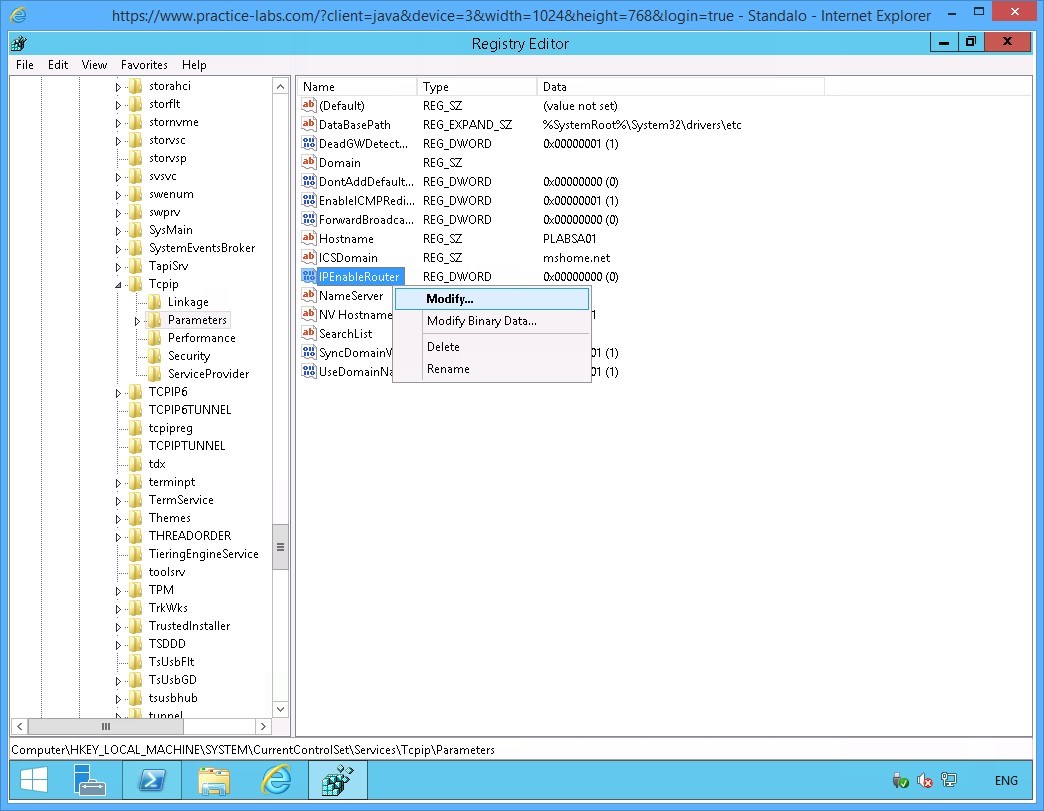 https://www.practice-labs.com/?client=java&device=3&width=1024&height=768&login=true - Standalo - Internet Explorer
Registry Editor
File Edit View Favorites Help
storahci
storflt
stornvme
storvsc
storvsp
svsvc
swenum
swprv
SysMain
SystemEventsBroker
TapiSrv
Tcpip
Linkage
Parameters
Performance
Security
ServiceProvider
TCPIP6
TCPIP6TUNNEL
tcpipreg
TCPIPTUNNEL
tdx
terminpt
TermService
Themes
THREADORDER
TieringEngineService
toolsrv
TPM
TrkWks
TrustedInstaller
TSDDD
TsUsbFlt
TsUsbGD
tsusbhub
tunnel
Name Type Data
(Default) REG_SZ (value not set)
DataBasePath REG_EXPAND_SZ %SystemRoot%\System32\drivers\etc
DeadGWDetect... REG_DWORD 0x00000001 (1)
Domain REG_SZ
DontAddDefault... REG_DWORD 0x00000000 (0)
EnableICMPRedi... REG_DWORD 0x00000001 (1)
ForwardBroadca... REG_DWORD 0x00000000 (0)
Hostname REG_SZ PLABSA01
ICSDomain REG_SZ mshome.net
IPEnableRouter REG_DWORD 0x00000000 (0)
NameServer
NV Hostname 1
SearchList
SyncDomainW 01 (1)
UseDomainNa 01 (1)
Modify...
Modify Binary Data...
Delete
Rename
Computer\HKEY_LOCAL_MACHINE\SYSTEM\CurrentControlSet\Services\Tcpip\Parameters
ENG